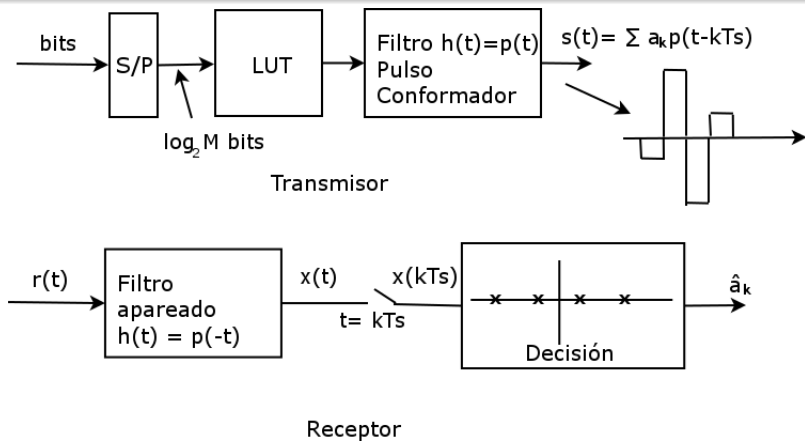 bits
S/P
LUT
Filtro h(t)=p(t)
Pulso
Conformador
s(t)= Σ aₖp(t-kTs)
log₂M bits
Transmisor
r(t)
Filtro
apareado
h(t) = p(-t)
x(t)
t= kTs
x(kTs)
x x x x
Decisión
âₖ
Receptor